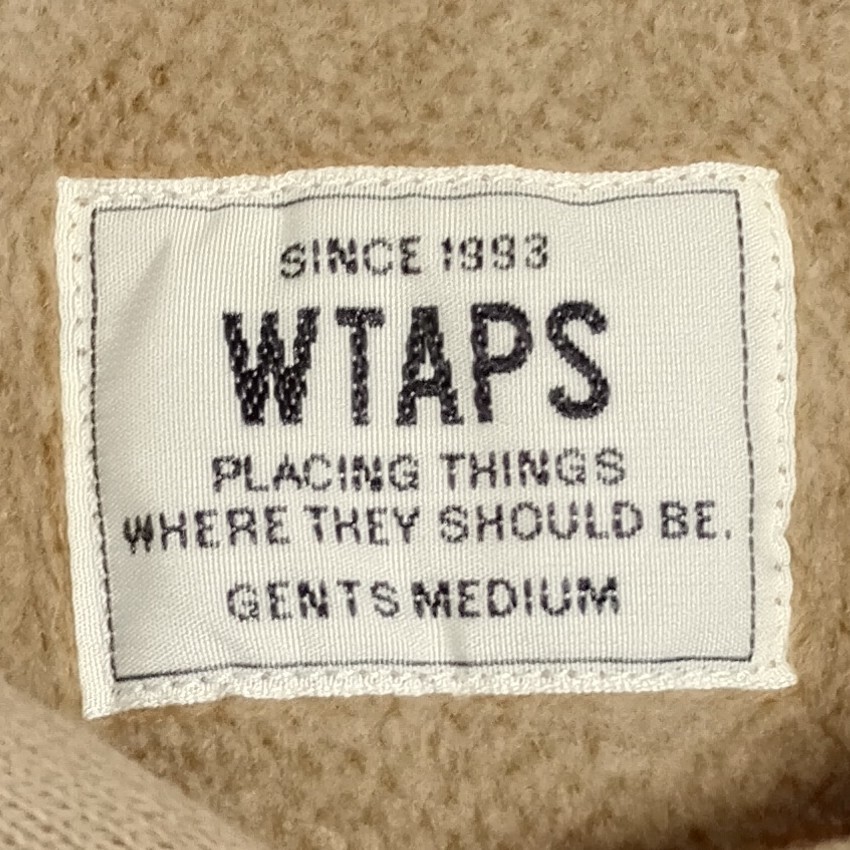 SINCE 1993
WTAPS
PLACING THINGS
WHERE THEY SHOULD BE.
GENTS MEDIUM